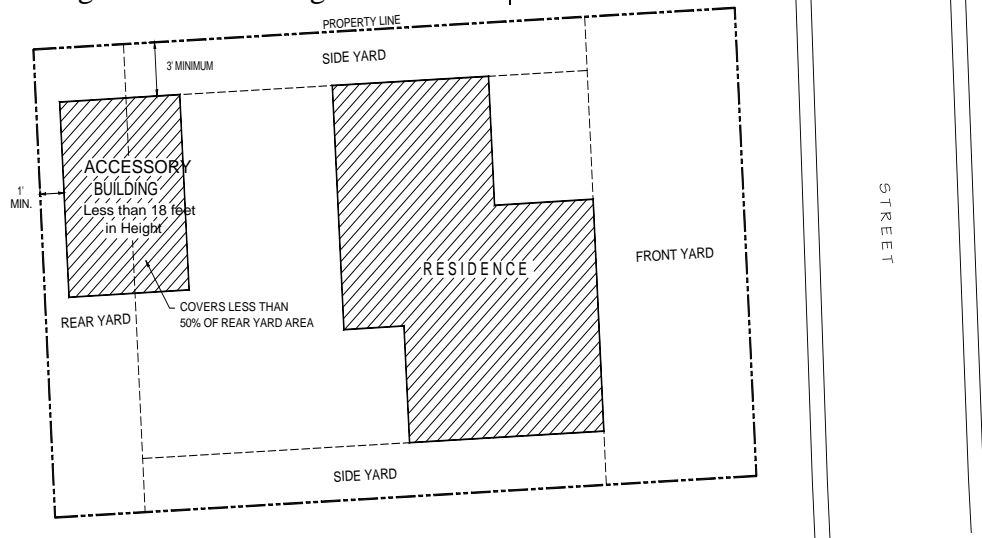 PROPERTY LINE
SIDE YARD
3' MINIMUM
ACCESSORY
BUILDING
Less than 18 feet
in Height
1'
MIN.
STREET
RESIDENCE
FRONT YARD
COVERS LESS THAN
50% OF REAR YARD AREA
REAR YARD
SIDE YARD